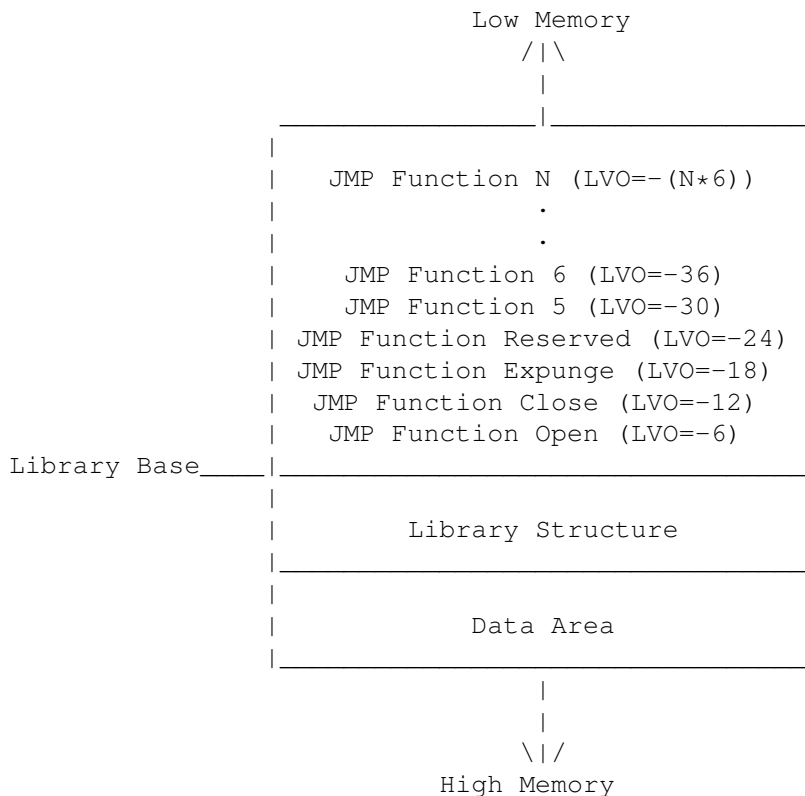 Low Memory
JMP Function N (LVO=-(N*6))
.
.
JMP Function 6 (LVO=-36)
JMP Function 5 (LVO=-30)
JMP Function Reserved (LVO=-24)
JMP Function Expunge (LVO=-18)
JMP Function Close (LVO=-12)
JMP Function Open (LVO=-6)
Library Base
Library Structure
Data Area
High Memory